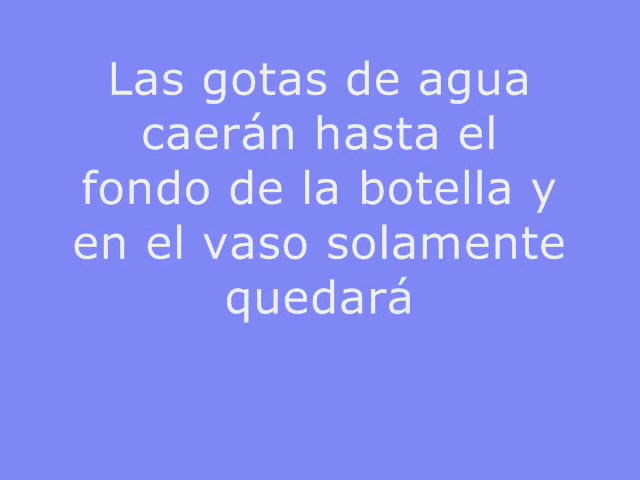 Las gotas de agua
caerán hasta el
fondo de la botella y
en el vaso solamente
quedará